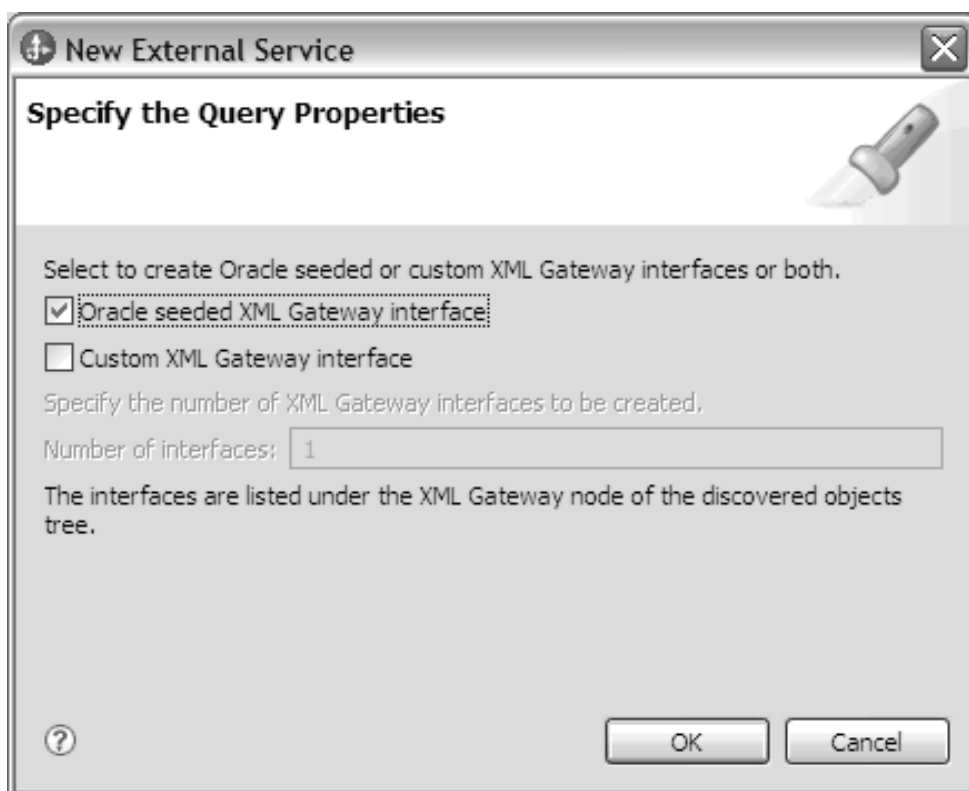 New External Service
Specify the Query Properties
Select to create Oracle seeded or custom XML Gateway interfaces or both.
Oracle seeded XML Gateway interface
Custom XML Gateway interface
Specify the number of XML Gateway interfaces to be created.
Number of interfaces: 1
The interfaces are listed under the XML Gateway node of the discovered objects
tree.
?
OK Cancel